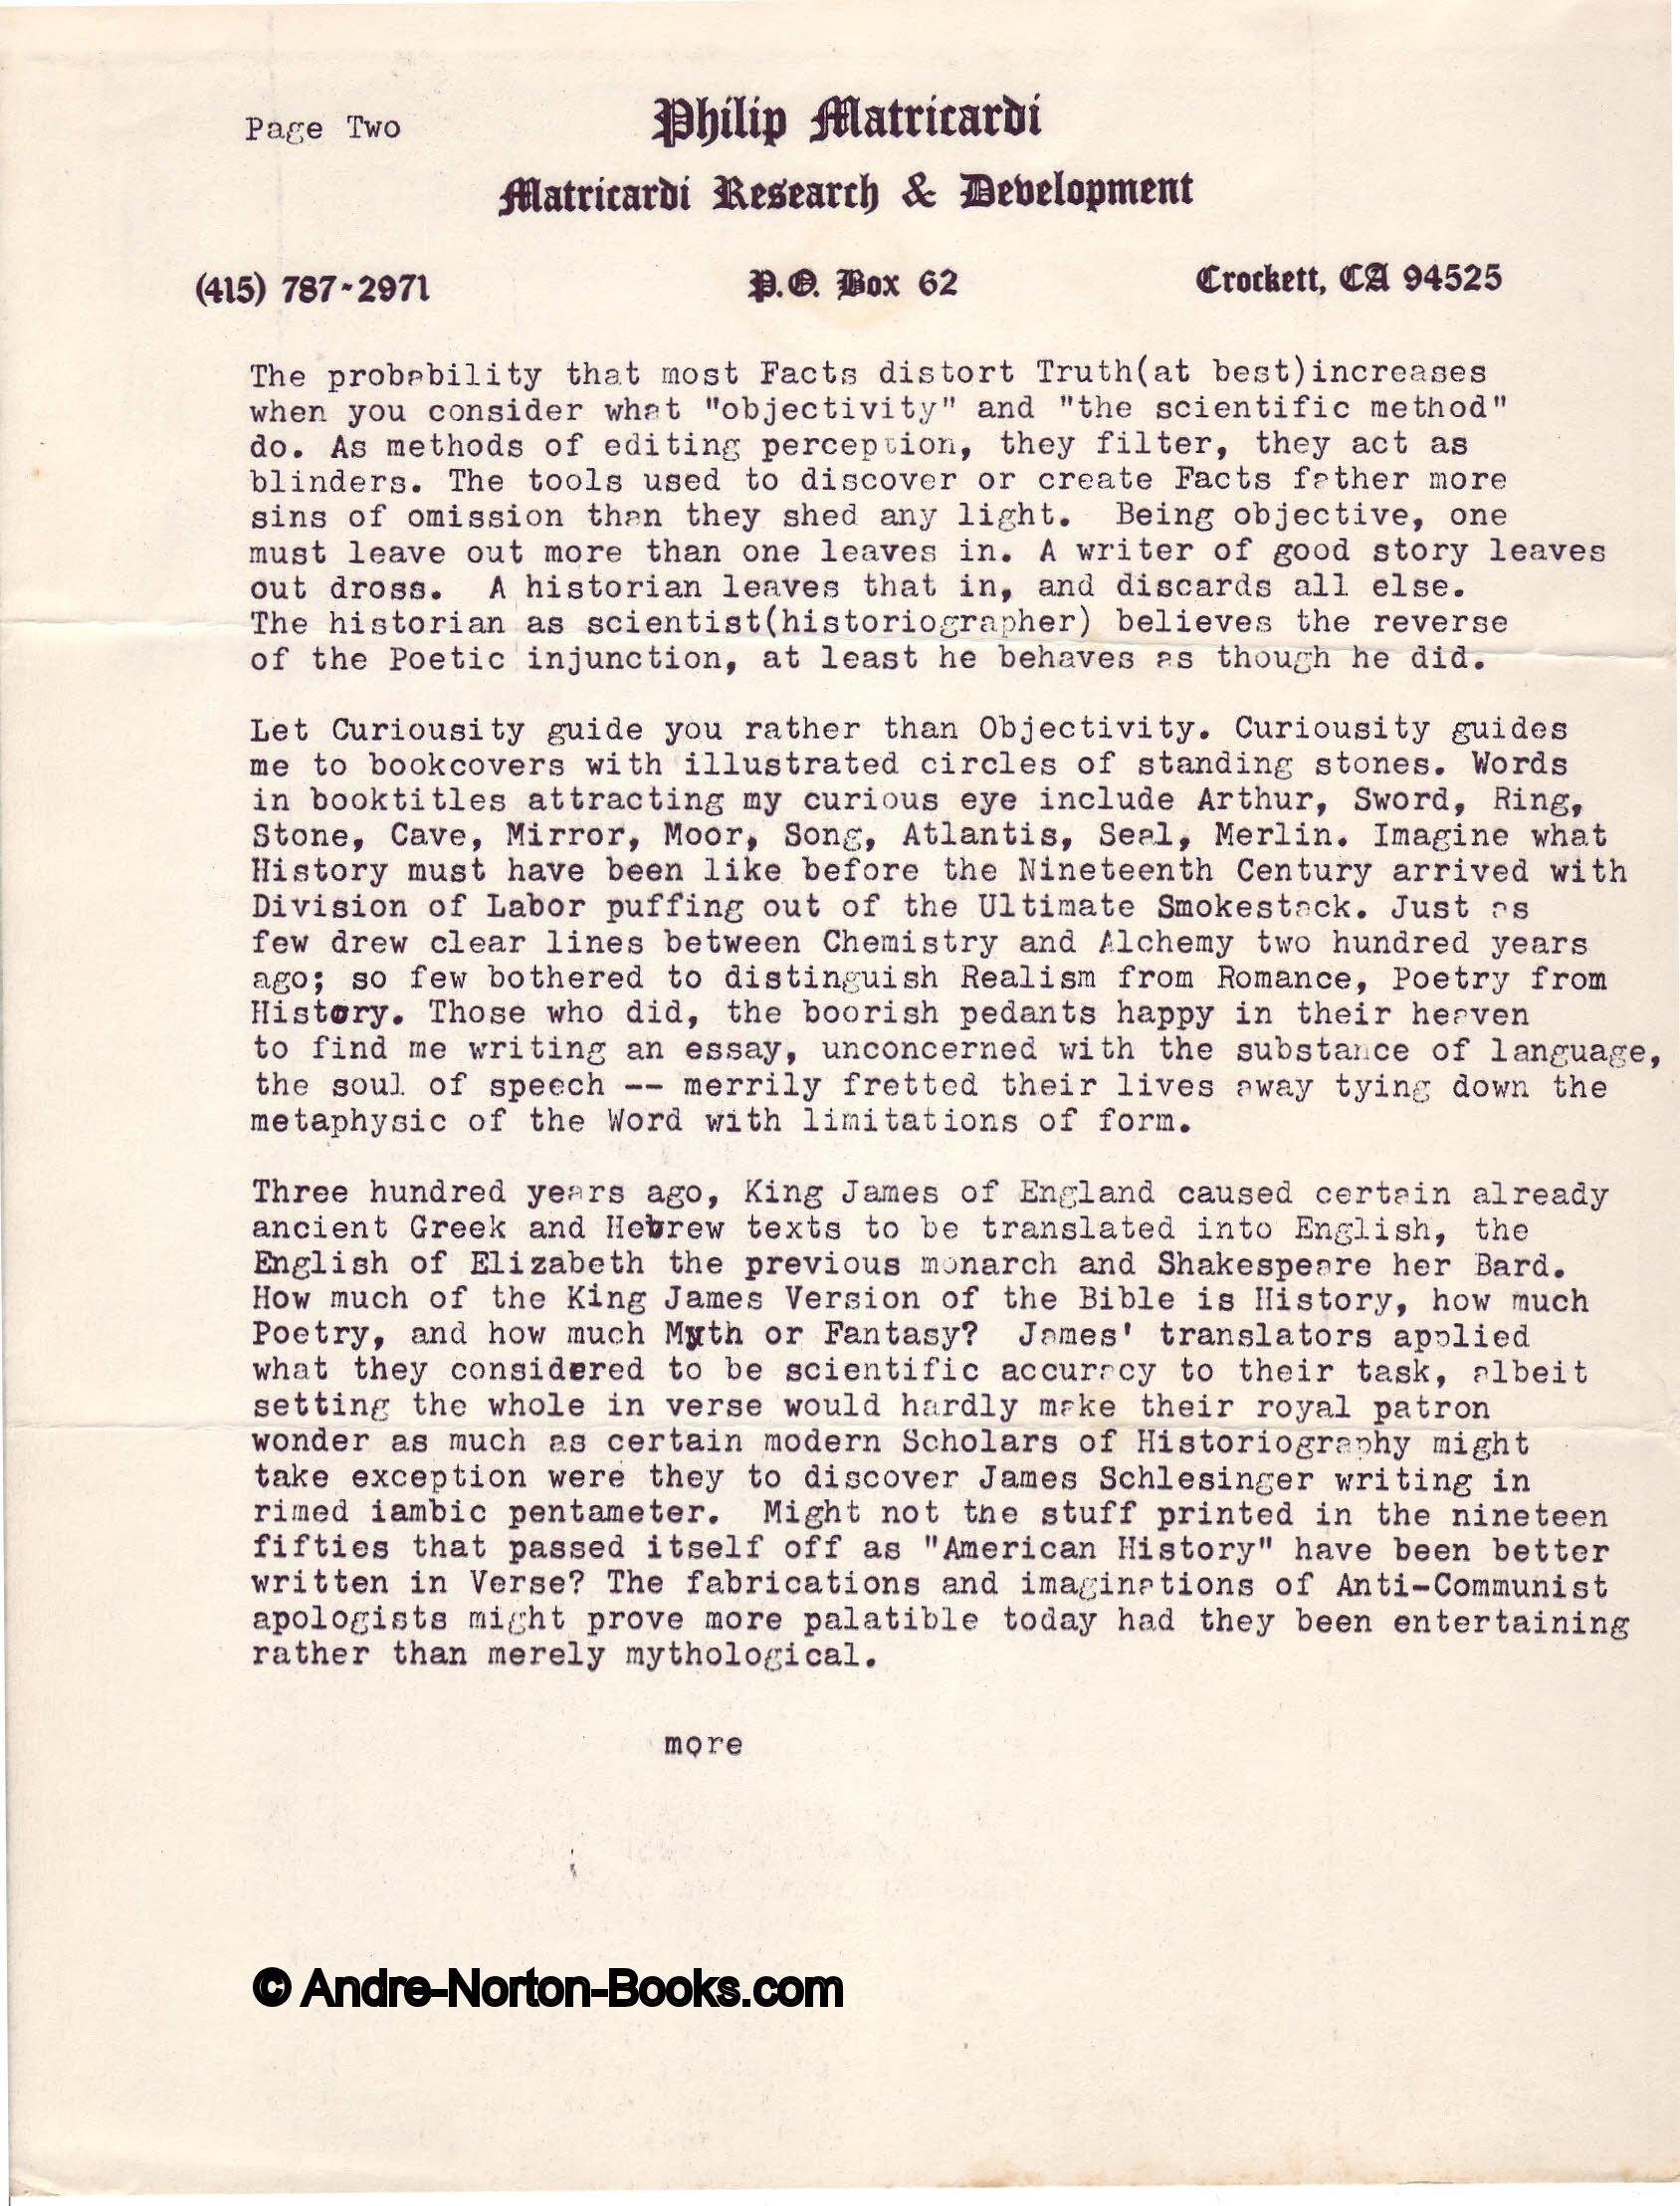 Page Two
Philip Matricardi
Matricardi Research & Development
(415) 787-2971 P.O. Box 62 Crockett, CA 94525
The probability that most Facts distort Truth(at best)increases
when you consider what "objectivity" and "the scientific method"
do. As methods of editing perception, they filter, they act as
blinders. The tools used to discover or create Facts father more
sins of omission than they shed any light.  Being objective, one
must leave out more than one leaves in. A writer of good story leaves
out dross.  A historian leaves that in, and discards all else.
The historian as scientist(historiographer) believes the reverse
of the Poetic injunction, at least he behaves as though he did.
Let Curiousity guide you rather than Objectivity. Curiousity guides
me to bookcovers with illustrated circles of standing stones. Words
in booktitles attracting my curious eye include Arthur, Sword, Ring,
Stone, Cave, Mirror, Moor, Song, Atlantis, Seal, Merlin. Imagine what
History must have been like before the Nineteenth Century arrived with
Division of Labor puffing out of the Ultimate Smokestack. Just as
few drew clear lines between Chemistry and Alchemy two hundred years
ago; so few bothered to distinguish Realism from Romance, Poetry from
History. Those who did, the boorish pedants happy in their heaven
to find me writing an essay, unconcerned with the substance of language,
the soul of speech -- merrily fretted their lives away tying down the
metaphysic of the Word with limitations of form.
Three hundred years ago, King James of England caused certain already
ancient Greek and Hebrew texts to be translated into English, the
English of Elizabeth the previous monarch and Shakespeare her Bard.
How much of the King James Version of the Bible is History, how much
Poetry, and how much Myth or Fantasy?  James' translators applied
what they considered to be scientific accuracy to their task, albeit
setting the whole in verse would hardly make their royal patron
wonder as much as certain modern Scholars of Historiography might
take exception were they to discover James Schlesinger writing in
rimed iambic pentameter.  Might not the stuff printed in the nineteen
fifties that passed itself off as "American History" have been better
written in Verse? The fabrications and imaginations of Anti-Communist
apologists might prove more palatible today had they been entertaining
rather than merely mythological.
more
© Andre-Norton-Books.com